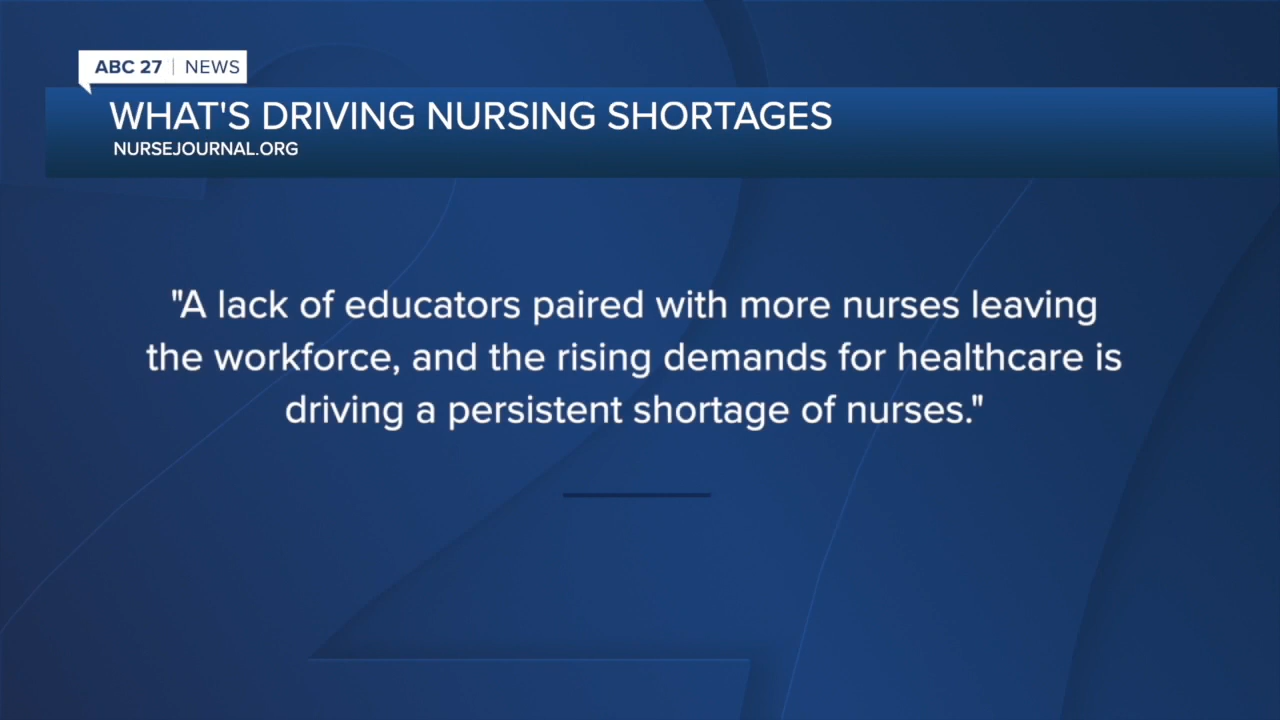 ABC 27 | NEWS
WHAT'S DRIVING NURSING SHORTAGES
NURSEJOURNAL.ORG
"A lack of educators paired with more nurses leaving
the workforce, and the rising demands for healthcare is
driving a persistent shortage of nurses."